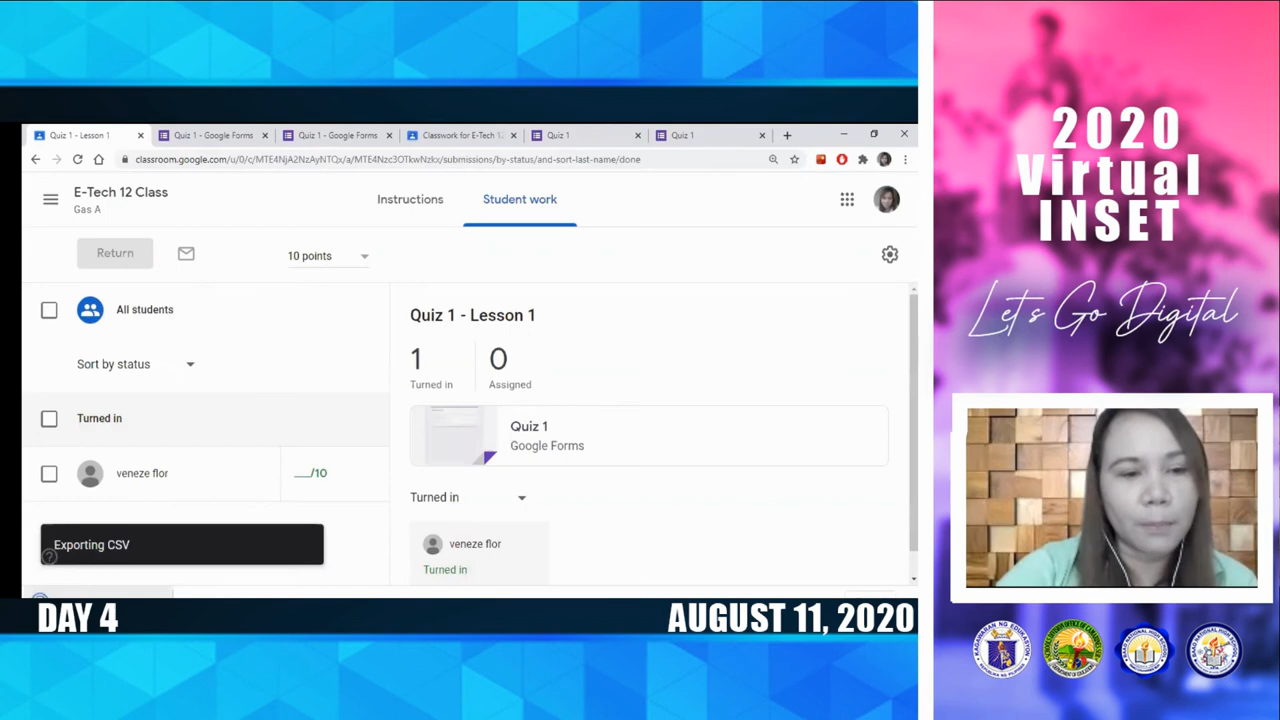 Quiz 1 - Lesson 1
Quiz 1 - Google Forms
Quiz 1 - Google Forms
Classwork for E-Tech 12
Quiz 1
Quiz 1
classroom.google.com/u/0/c/MTE4NjA2NzAyNTQx/a/MTE4Nzc3OTkwNzkx/submissions/by-status/and-sort-last-name/done
E-Tech 12 Class
Gas A
Instructions
Student work
Return
10 points
All students
Sort by status
Turned in
veneze flor
__/10
Exporting CSV
Quiz 1 - Lesson 1
1
Turned in
0
Assigned
Quiz 1
Google Forms
Turned in
veneze flor
Turned in
DAY 4
AUGUST 11, 2020
2020
Virtual
INSET
Let's Go Digital